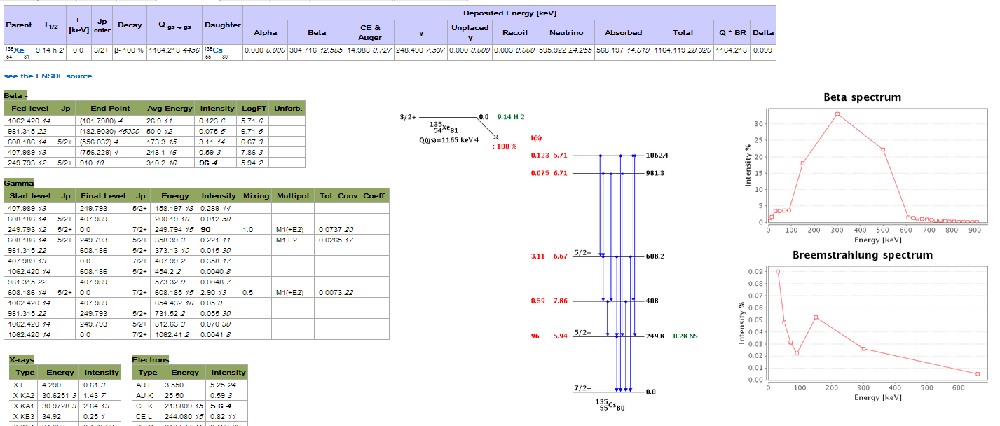 Deposited Energy [keV]
Parent T1/2 E [keV] Jp order Decay Q gs→gs Daughter Alpha Beta CE & Auger γ Unplaced γ Recoil Neutrino Absorbed Total Q * BR Delta
135 54 Xe 81 9.14 h 2 0.0 3/2+ β- 100 % 1164.218 4456 135 55 Cs 80 0.000 0.000 304.716 12.505 14.988 0.727 248.490 7.537 0.000 0.000 0.003 0.000 595.922 24.255 568.197 14.619 1164.119 28.320 1164.218 0.099
see the ENSDF source
Beta -
Fed level Jp End Point Avg Energy Intensity LogFT Unforb.
1062.420 14 (101.7980) 4 26.9 11 0.123 6 5.71 6
981.315 22 (182.9030) 45000 50.0 12 0.075 5 6.71 5
608.186 14 5/2+ (556.032) 4 173.3 15 3.11 14 6.67 3
407.989 13 (756.229) 4 248.1 16 0.59 3 7.86 3
249.793 12 5/2+ 910 10 310.2 16 96 4 5.94 2
Gamma
Start level Jp Final Level Jp Energy Intensity Mixing Multipol. Tot. Conv. Coeff.
407.989 13 249.793 5/2+ 158.197 18 0.289 14
608.186 14 5/2+ 407.989 200.19 10 0.012 50
249.793 12 5/2+ 0.0 7/2+ 249.794 15 90 1.0 M1(+E2) 0.0737 20
608.186 14 5/2+ 249.793 5/2+ 358.39 3 0.221 11 M1,E2 0.0265 17
981.315 22 608.186 5/2+ 373.13 10 0.015 30
407.989 13 0.0 7/2+ 407.99 2 0.358 17
1062.420 14 608.186 5/2+ 454.2 2 0.0040 8
981.315 22 407.989 573.32 9 0.0048 7
608.186 14 5/2+ 0.0 7/2+ 608.185 15 2.90 13 0.5 M1(+E2) 0.0073 22
1062.420 14 407.989 654.432 16 0.05 0
981.315 22 249.793 5/2+ 731.52 2 0.055 30
1062.420 14 249.793 5/2+ 812.63 3 0.070 30
1062.420 14 0.0 7/2+ 1062.41 2 0.0041 8
X-rays
Type Energy Intensity
X L 4.290 0.61 3
X KA2 30.6251 3 1.43 7
X KA1 30.9728 3 2.64 13
X KB3 34.92 0.25 1
Electrons
Type Energy Intensity
AU L 3.550 5.25 24
AU K 25.50 0.59 3
CE K 213.809 15 5.6 4
CE L 244.080 15 0.82 11
3/2+ 0.0 9.14 H 2
135 54 Xe 81
Q(gs)=1165 keV 4
: 100 %
I(%)
0.123 5.71 1062.4
0.075 6.71 981.3
3.11 6.67 5/2+ 608.2
0.59 7.86 408
96 5.94 5/2+ 249.8 0.28 NS
7/2+ 0.0
135 55 Cs 80
Beta spectrum
Intensity %
30
25
20
15
10
5
0
0 100 200 300 400 500 600 700 800 900
Energy [keV]
Breemstrahlung spectrum
Intensity %
0.09
0.08
0.07
0.06
0.05
0.04
0.03
0.02
0.01
0.00
0 100 200 300 400 500 600
Energy [keV]